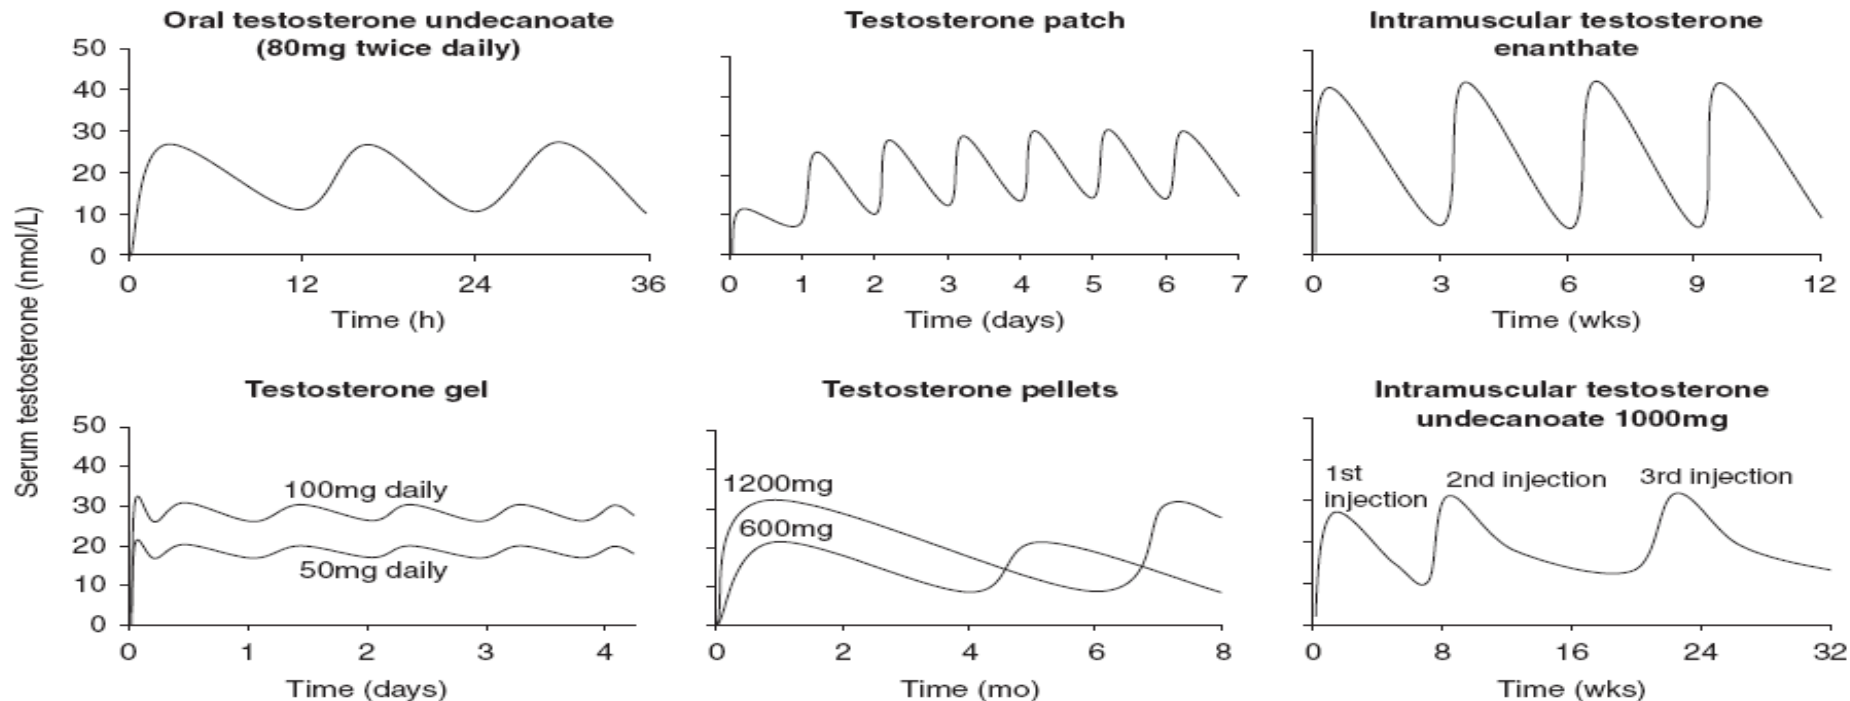 Serum testosterone (nmol/L)
Oral testosterone undecanoate
(80mg twice daily)
50
40
30
20
10
0
0 12 24 36
Time (h)
Testosterone patch
0 1 2 3 4 5 6 7
Time (days)
Intramuscular testosterone
enanthate
0 3 6 9 12
Time (wks)
Testosterone gel
50
40
30
20
10
0
100mg daily
50mg daily
0 1 2 3 4
Time (days)
Testosterone pellets
1200mg
600mg
0 2 4 6 8
Time (mo)
Intramuscular testosterone
undecanoate 1000mg
1st
injection
2nd injection
3rd injection
0 8 16 24 32
Time (wks)